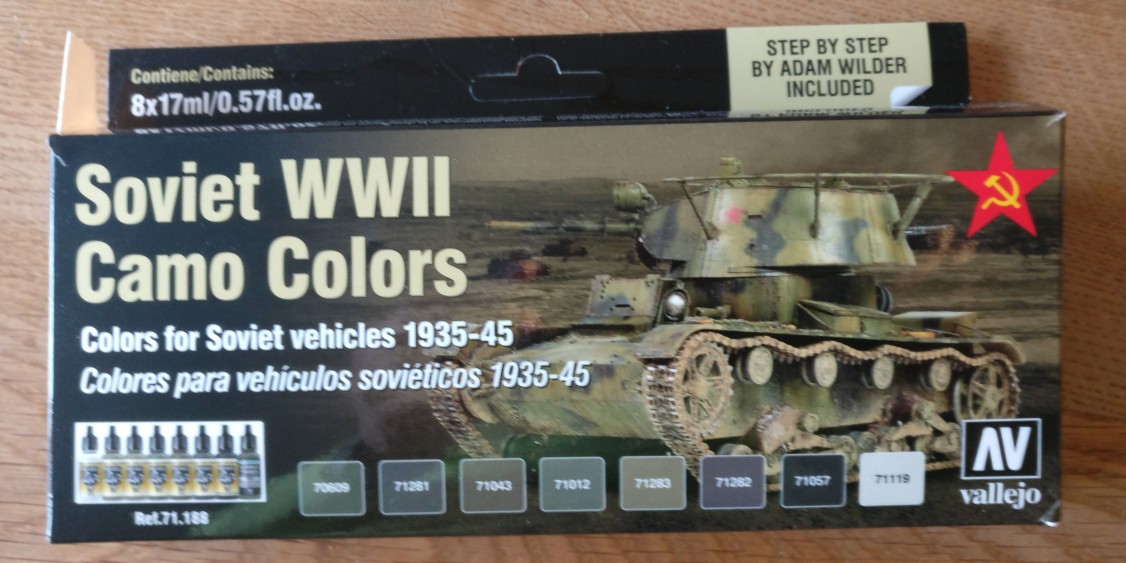 Contiene/Contains:
8x17ml/0.57fl.oz.
STEP BY STEP
BY ADAM WILDER
INCLUDED
Soviet WWII
Camo Colors
Colors for Soviet vehicles 1935-45
Colores para vehículos soviéticos 1935-45
Ref.71.188
70609
71281
71043
71012
71283
71282
71057
71119
AV
vallejo